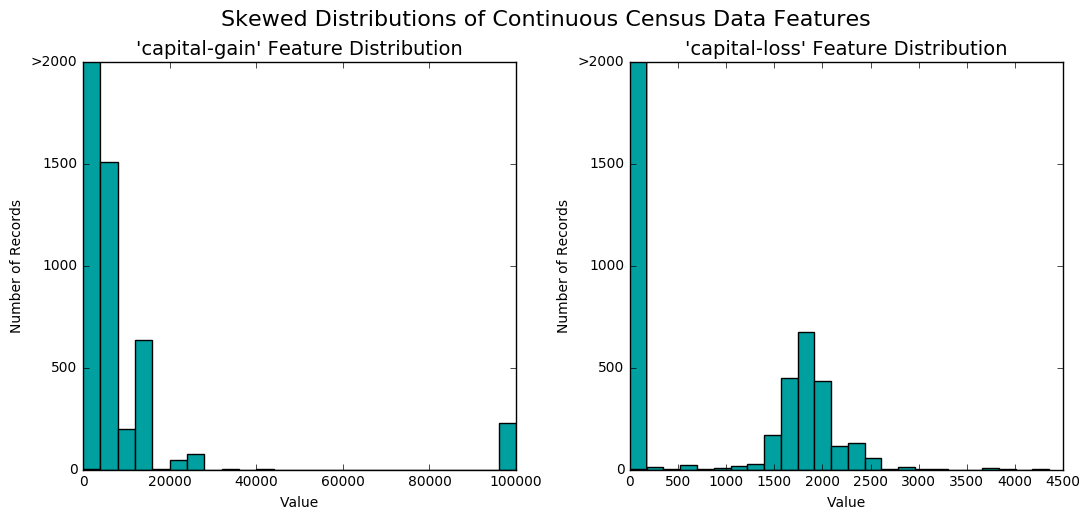 Skewed Distributions of Continuous Census Data Features
'capital-gain' Feature Distribution
>2000
1500
1000
500
0
Number of Records
0 20000 40000 60000 80000 100000
Value
'capital-loss' Feature Distribution
>2000
1500
1000
500
0
Number of Records
0 500 1000 1500 2000 2500 3000 3500 4000 4500
Value